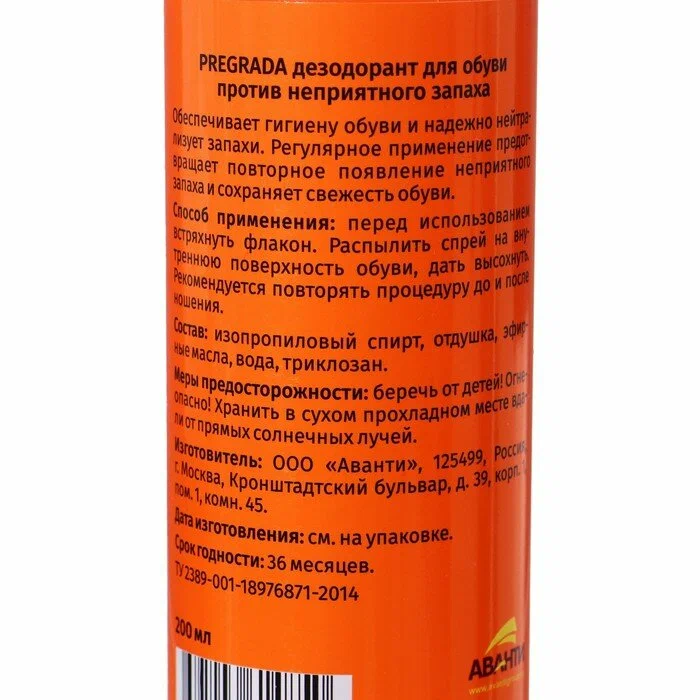 PREGRADA дезодорант для обуви
против неприятного запаха
Обеспечивает гигиену обуви и надежно нейтра-
лизует запахи. Регулярное применение предот-
вращает повторное появление неприятного
запаха и сохраняет свежесть обуви.
Способ применения: перед использованием
встряхнуть флакон. Распылить спрей на вну-
треннюю поверхность обуви, дать высохнуть.
Рекомендуется повторять процедуру до и после
ношения.
Состав: изопропиловый спирт, отдушка, эфир-
ные масла, вода, триклозан.
Меры предосторожности: беречь от детей! Огне-
опасно! Хранить в сухом прохладном месте вда-
ли от прямых солнечных лучей.
Изготовитель: ООО «Аванти», 125499, Россия,
г. Москва, Кронштадтский бульвар, д. 39, корп.
пом. 1, комн. 45.
Дата изготовления: см. на упаковке.
Срок годности: 36 месяцев.
ТУ 2389-001-18976871-2014
200 мл
АВАНТИ